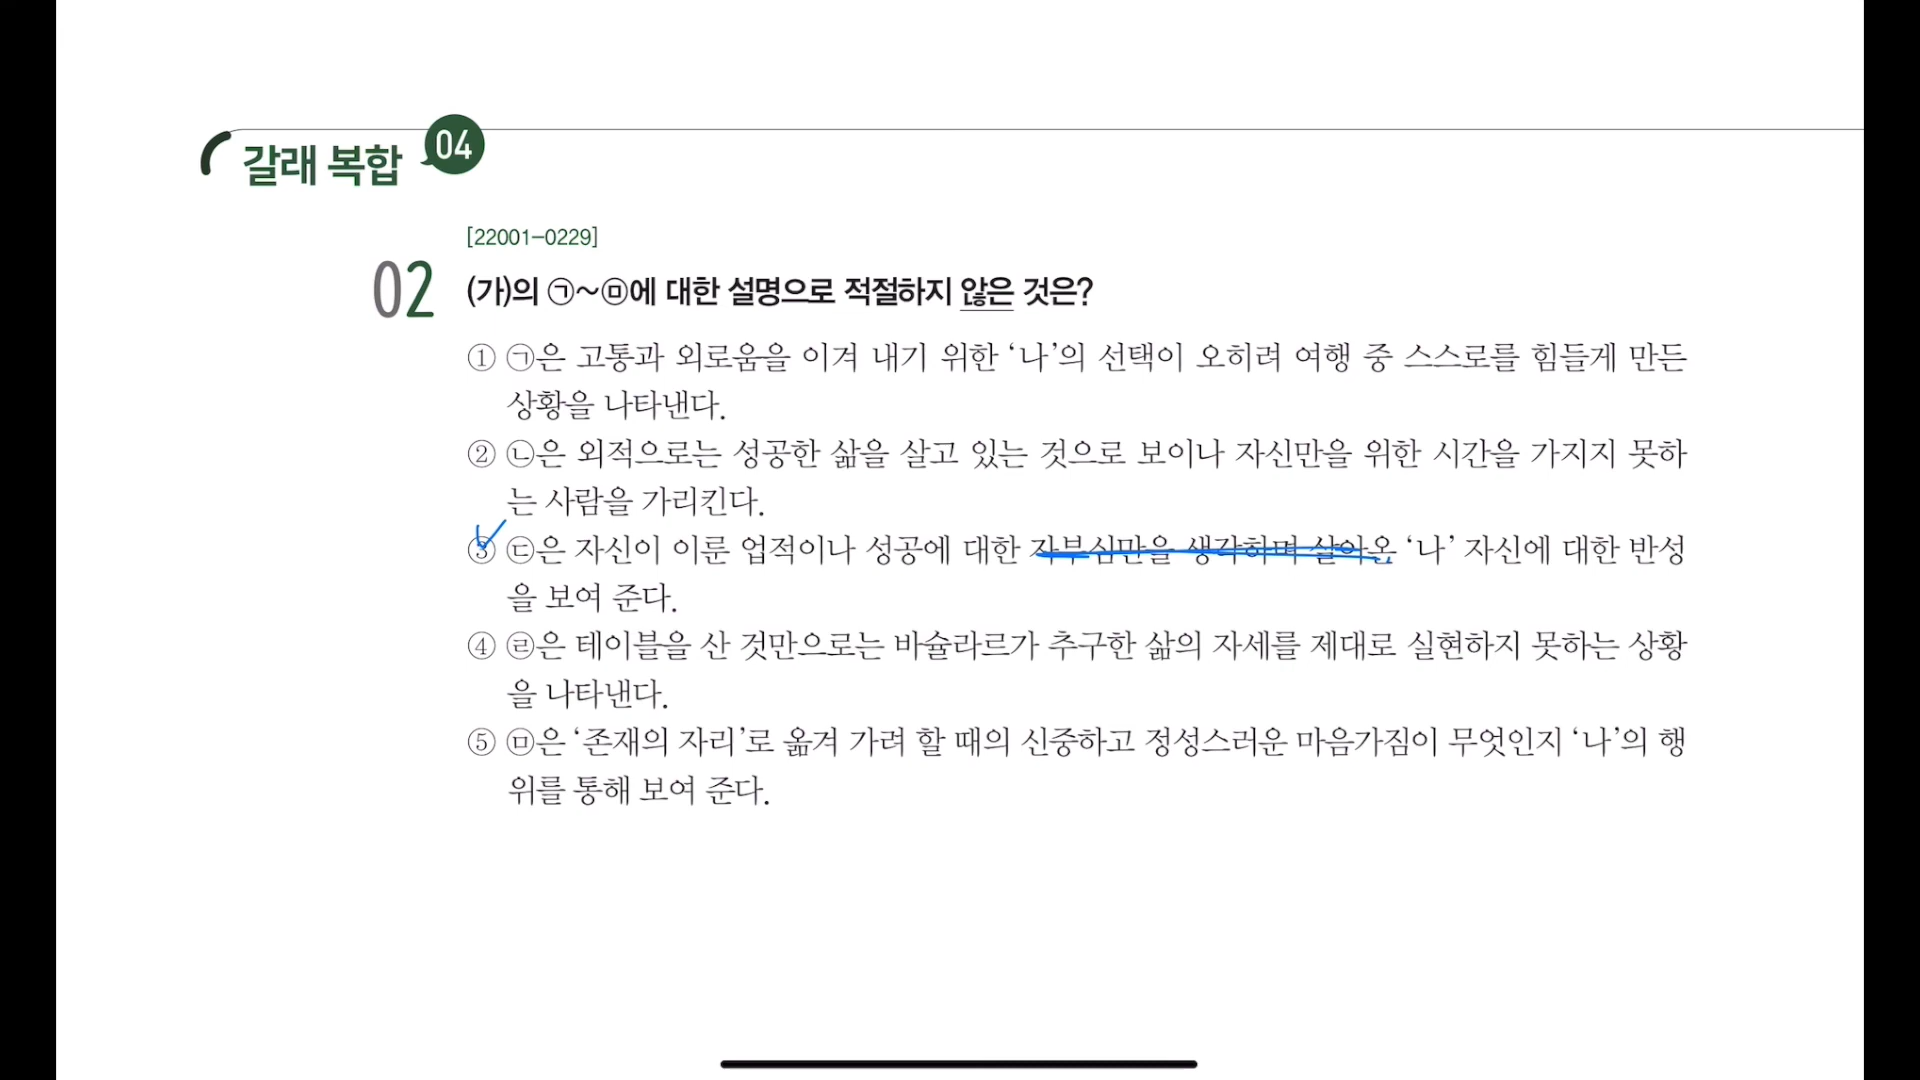 갈래 복합 04
[22001-0229]
02 (가)의 ㉠~㉤에 대한 설명으로 적절하지 않은 것은?
① ㉠은 고통과 외로움을 이겨 내기 위한 ‘나’의 선택이 오히려 여행 중 스스로를 힘들게 만든
상황을 나타낸다.
② ㉡은 외적으로는 성공한 삶을 살고 있는 것으로 보이나 자신만을 위한 시간을 가지지 못하
는 사람을 가리킨다.
③ ㉢은 자신이 이룬 업적이나 성공에 대한 자부심만을 생각하며 살아온 ‘나’ 자신에 대한 반성
을 보여 준다.
④ ㉣은 테이블을 산 것만으로는 바슐라르가 추구한 삶의 자세를 제대로 실현하지 못하는 상황
을 나타낸다.
⑤ ㉤은 ‘존재의 자리’로 옮겨 가려 할 때의 신중하고 정성스러운 마음가짐이 무엇인지 ‘나’의 행
위를 통해 보여 준다.